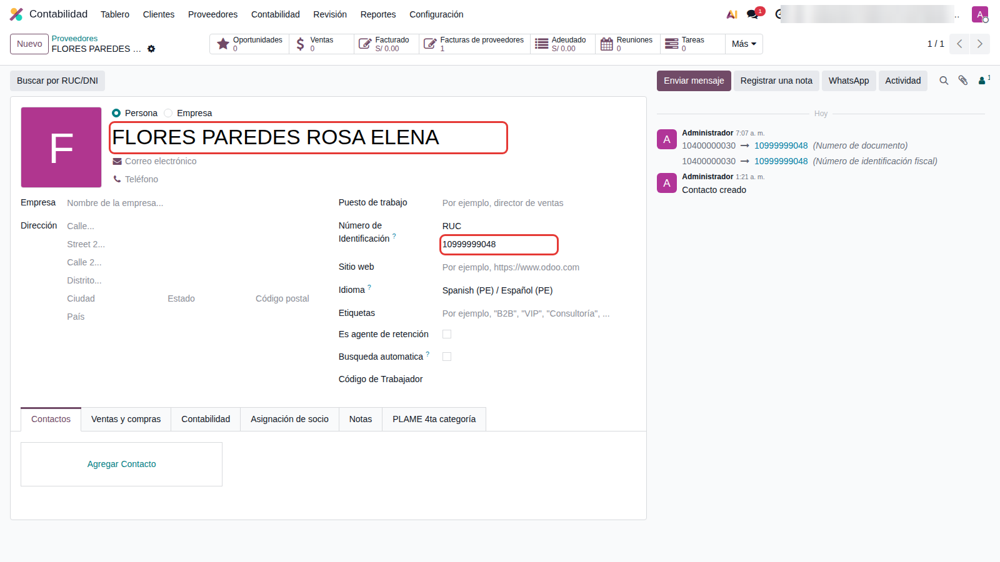 Contabilidad Tablero Clientes Proveedores Contabilidad Revisión Reportes Configuración AI 1 .. A
Nuevo
Proveedores
FLORES PAREDES ...
Oportunidades
0
Ventas
0
Facturado
S/ 0.00
Facturas de proveedores
1
Adeudado
S/ 0.00
Reuniones
0
Tareas
0
Más
1 / 1
Buscar por RUC/DNI
Enviar mensaje Registrar una nota WhatsApp Actividad 1
F
Persona Empresa
FLORES PAREDES ROSA ELENA
Correo electrónico
Teléfono
Empresa Nombre de la empresa...
Dirección Calle...
Street 2...
Calle 2...
Distrito...
Ciudad Estado Código postal
País
Puesto de trabajo Por ejemplo, director de ventas
Número de Identificación ? RUC
10999999048
Sitio web Por ejemplo, https://www.odoo.com
Idioma ? Spanish (PE) / Español (PE)
Etiquetas Por ejemplo, "B2B", "VIP", "Consultoría", ...
Es agente de retención
Busqueda automatica ?
Código de Trabajador
Contactos Ventas y compras Contabilidad Asignación de socio Notas PLAME 4ta categoría
Agregar Contacto
Hoy
A
Administrador 7:07 a. m.
10400000030 → 10999999048 (Numero de documento)
10400000030 → 10999999048 (Número de identificación fiscal)
A
Administrador 1:21 a. m.
Contacto creado